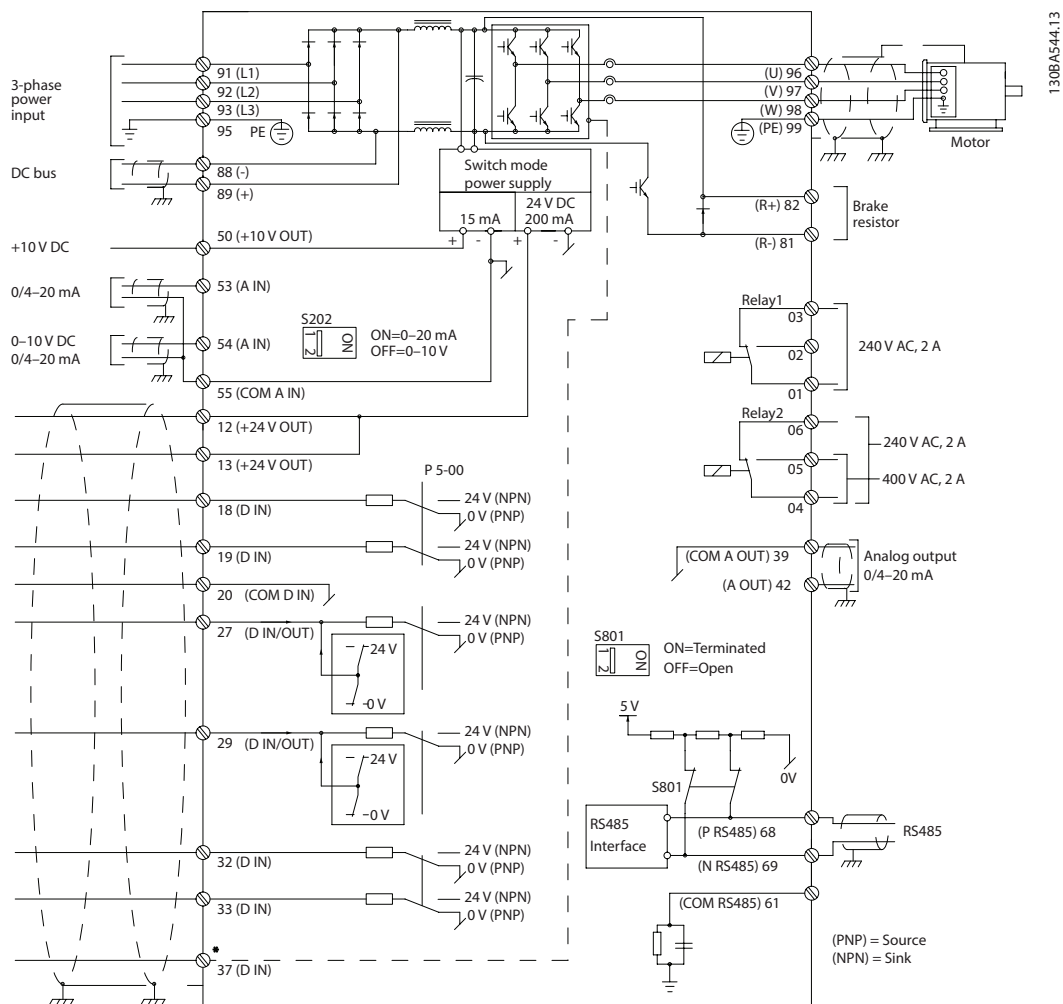 130BA544.13
3-phase
power
input
91 (L1)
92 (L2)
93 (L3)
95 PE
DC bus
88 (-)
89 (+)
Switch mode
power supply
15 mA
24 V DC
200 mA
+ - + -
(U) 96
(V) 97
(W) 98
(PE) 99
Motor
(R+) 82
(R-) 81
Brake
resistor
+10 V DC
50 (+10 V OUT)
0/4–20 mA
53 (A IN)
0–10 V DC
0/4–20 mA
54 (A IN)
S202
1 2
ON
ON=0–20 mA
OFF=0–10 V
55 (COM A IN)
12 (+24 V OUT)
13 (+24 V OUT)
P 5-00
18 (D IN)
24 V (NPN)
0 V (PNP)
19 (D IN)
24 V (NPN)
0 V (PNP)
20 (COM D IN)
27 (D IN/OUT)
24 V (NPN)
0 V (PNP)
24 V
0 V
29 (D IN/OUT)
24 V (NPN)
0 V (PNP)
24 V
0 V
32 (D IN)
24 V (NPN)
0 V (PNP)
33 (D IN)
24 V (NPN)
0 V (PNP)
*
37 (D IN)
Relay1
03
02
01
240 V AC, 2 A
Relay2
06
05
04
240 V AC, 2 A
400 V AC, 2 A
(COM A OUT) 39
(A OUT) 42
Analog output
0/4–20 mA
S801
1 2
ON
ON=Terminated
OFF=Open
5 V
S801
0V
RS485
Interface
(P RS485) 68
(N RS485) 69
RS485
(COM RS485) 61
(PNP) = Source
(NPN) = Sink